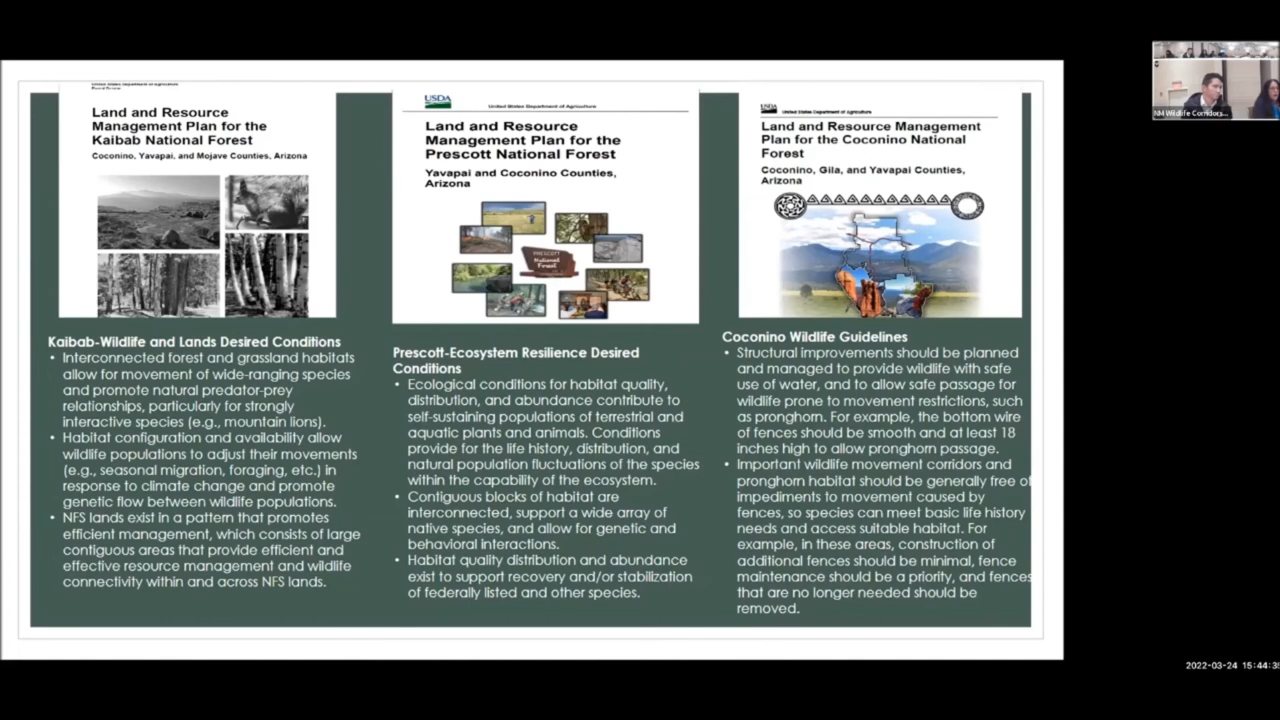 United States Department of Agriculture
Forest Service
Land and Resource
Management Plan for the
Kaibab National Forest
Coconino, Yavapai, and Mojave Counties, Arizona
Kaibab-Wildlife and Lands Desired Conditions
• Interconnected forest and grassland habitats
allow for movement of wide-ranging species
and promote natural predator-prey
relationships, particularly for strongly
interactive species (e.g., mountain lions).
• Habitat configuration and availability allow
wildlife populations to adjust their movements
(e.g., seasonal migration, foraging, etc.) in
response to climate change and promote
genetic flow between wildlife populations.
• NFS lands exist in a pattern that promotes
efficient management, which consists of large
contiguous areas that provide efficient and
effective resource management and wildlife
connectivity within and across NFS lands.
USDA
United States Department of Agriculture
Land and Resource
Management Plan for the
Prescott National Forest
Yavapai and Coconino Counties,
Arizona
PRESCOTT
National
Forest
Prescott-Ecosystem Resilience Desired
Conditions
• Ecological conditions for habitat quality,
distribution, and abundance contribute to
self-sustaining populations of terrestrial and
aquatic plants and animals. Conditions
provide for the life history, distribution, and
natural population fluctuations of the species
within the capability of the ecosystem.
• Contiguous blocks of habitat are
interconnected, support a wide array of
native species, and allow for genetic and
behavioral interactions.
• Habitat quality distribution and abundance
exist to support recovery and/or stabilization
of federally listed and other species.
USDA
United States Department of Agriculture
Land and Resource Management
Plan for the Coconino National
Forest
Coconino, Gila, and Yavapai Counties,
Arizona
Coconino Wildlife Guidelines
• Structural improvements should be planned
and managed to provide wildlife with safe
use of water, and to allow safe passage for
wildlife prone to movement restrictions, such
as pronghorn. For example, the bottom wire
of fences should be smooth and at least 18
inches high to allow pronghorn passage.
• Important wildlife movement corridors and
pronghorn habitat should be generally free of
impediments to movement caused by
fences, so species can meet basic life history
needs and access suitable habitat. For
example, in these areas, construction of
additional fences should be minimal, fence
maintenance should be a priority, and fences
that are no longer needed should be
removed.
NM Wildlife Corridors...
2022-03-24 15:44:35